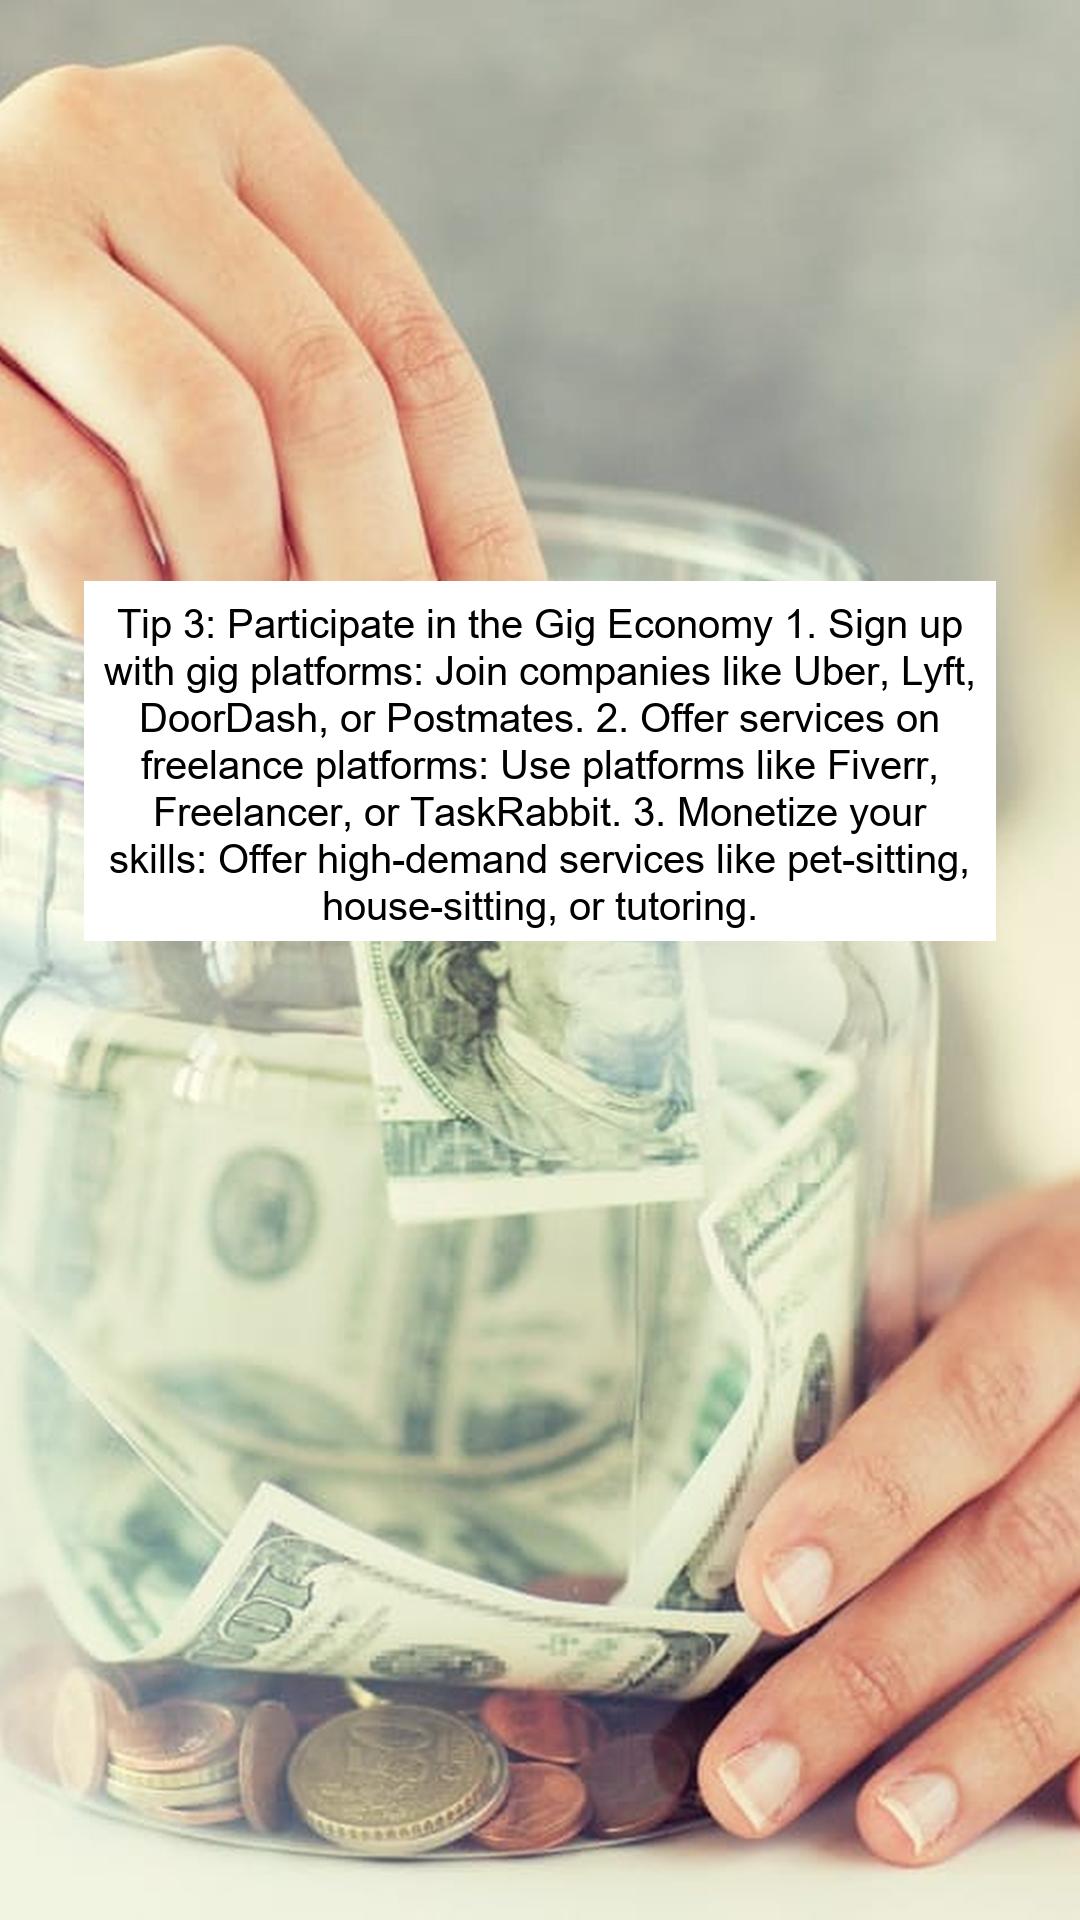 Tip 3: Participate in the Gig Economy 1. Sign up
with gig platforms: Join companies like Uber, Lyft,
DoorDash, or Postmates. 2. Offer services on
freelance platforms: Use platforms like Fiverr,
Freelancer, or TaskRabbit. 3. Monetize your
skills: Offer high-demand services like pet-sitting,
house-sitting, or tutoring.
100
50